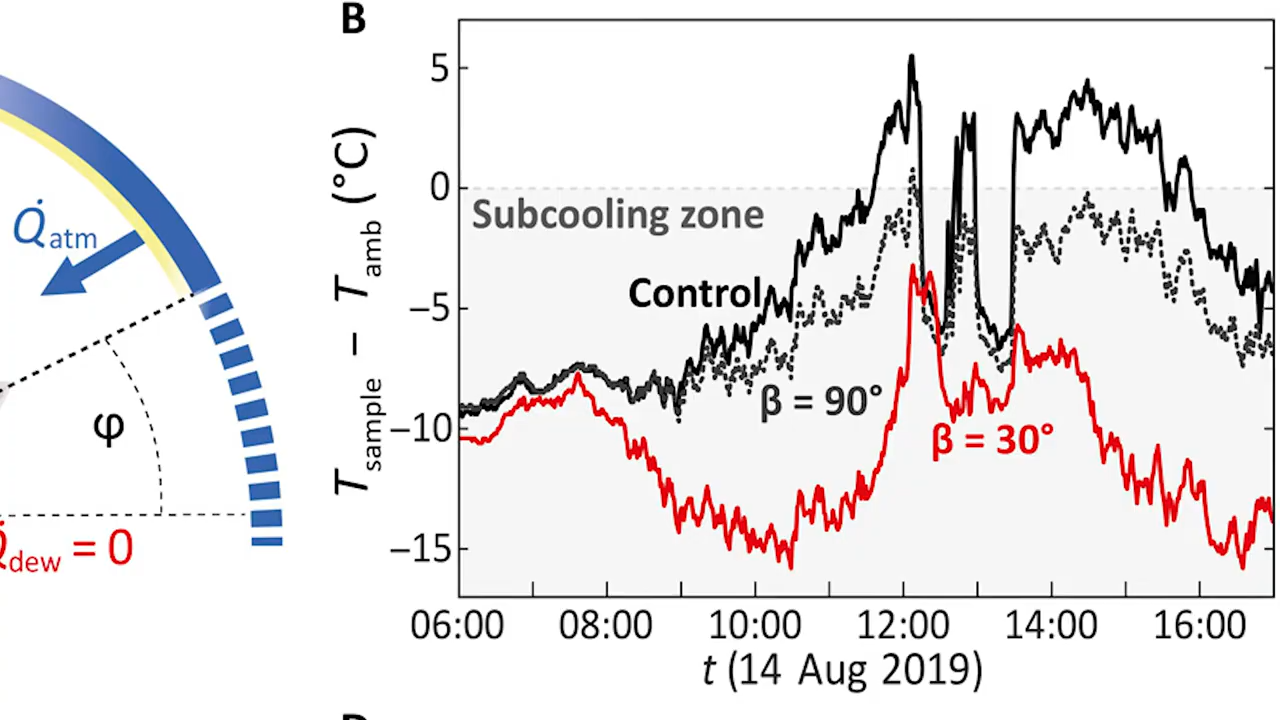 B
Q̇atm
φ
Q̇dew = 0
Tsample − Tamb (°C)
5
0
−5
−10
−15
Subcooling zone
Control
β = 90°
β = 30°
06:00 08:00 10:00 12:00 14:00 16:00
t (14 Aug 2019)